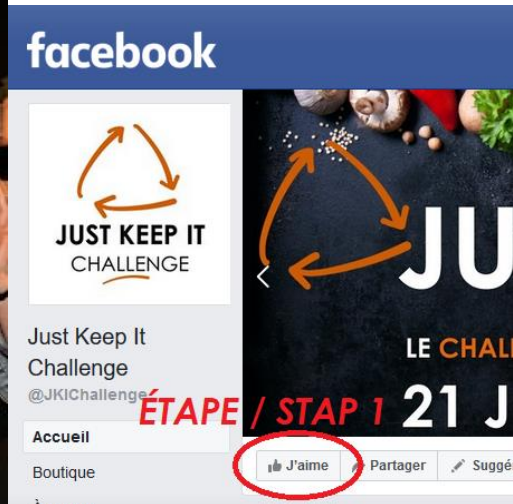 facebook
JUST KEEP IT
CHALLENGE
JU
LE CHALL
21 J
Just Keep It
Challenge
@JKIChallenge
ÉTAPE / STAP 1
Accueil
J'aime
Partager
Suggé
Boutique